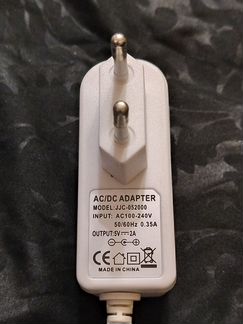 AC/DC ADAPTER
MODEL: JJC-052000
INPUT: AC100-240V
50/60Hz 0.35A
OUTPUT:5V⎓2A
CE
MADE IN CHINA